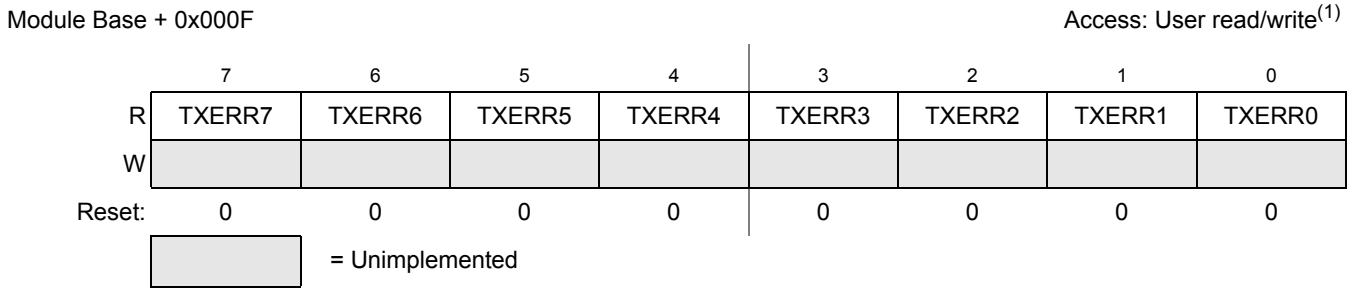 Module Base + 0x000F Access: User read/write(1)
7 6 5 4 3 2 1 0
R TXERR7 TXERR6 TXERR5 TXERR4 TXERR3 TXERR2 TXERR1 TXERR0
W
Reset: 0 0 0 0 0 0 0 0
= Unimplemented